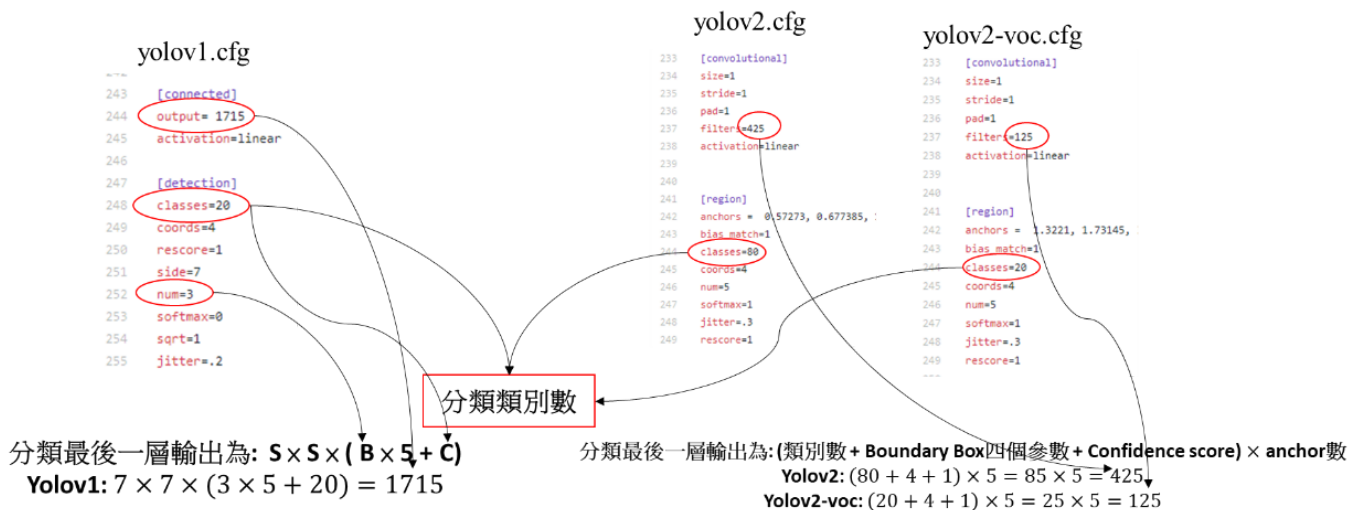 yolov1.cfg
243 [connected]
244 output= 1715
245 activation=linear
246
247 [detection]
248 classes=20
249 coords=4
250 rescore=1
251 side=7
252 num=3
253 softmax=0
254 sqrt=1
255 jitter=.2
yolov2.cfg
233 [convolutional]
234 size=1
235 stride=1
236 pad=1
237 filters=425
238 activation=linear
239
240
241 [region]
242 anchors = 0.57273, 0.677385,
243 bias_match=1
244 classes=80
245 coords=4
246 num=5
247 softmax=1
248 jitter=.3
249 rescore=1
yolov2-voc.cfg
233 [convolutional]
234 size=1
235 stride=1
236 pad=1
237 filters=125
238 activation=linear
239
240
241 [region]
242 anchors = 1.3221, 1.73145,
243 bias_match=1
244 classes=20
245 coords=4
246 num=5
247 softmax=1
248 jitter=.3
249 rescore=1
分類類別數
分類最後一層輸出為: S × S × ( B × 5 + C)
Yolov1: 7 × 7 × (3 × 5 + 20) = 1715
分類最後一層輸出為: (類別數 + Boundary Box四個參數 + Confidence score) × anchor數
Yolov2: (80 + 4 + 1) × 5 = 85 × 5 = 425
Yolov2-voc: (20 + 4 + 1) × 5 = 25 × 5 = 125